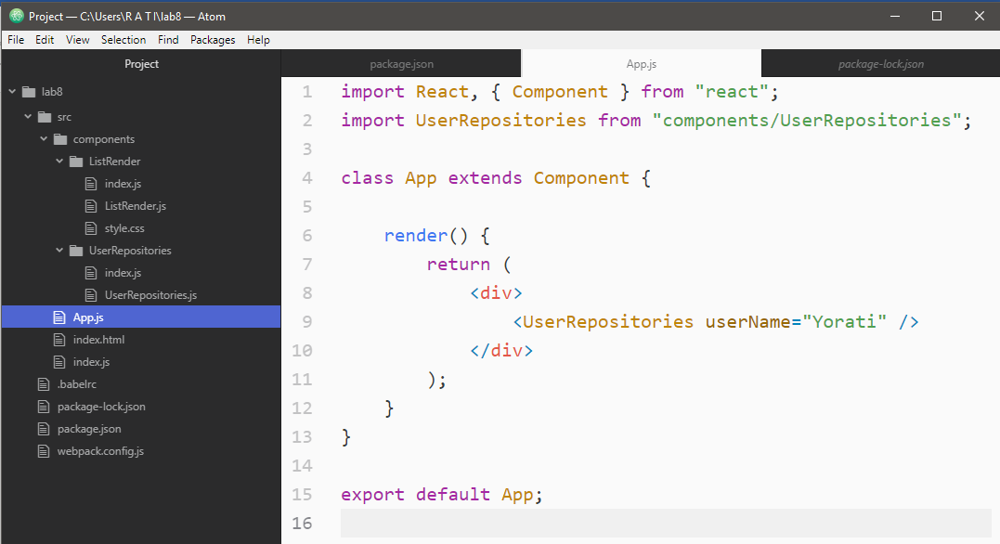 Project — C:\Users\R A T I\lab8 — Atom
File Edit View Selection Find Packages Help
Project
package.json App.js package-lock.json
lab8
src
components
ListRender
index.js
ListRender.js
style.css
UserRepositories
index.js
UserRepositories.js
App.js
index.html
index.js
.babelrc
package-lock.json
package.json
webpack.config.js
1 import React, { Component } from "react";
2 import UserRepositories from "components/UserRepositories";
3
4 class App extends Component {
5
6     render() {
7         return (
8             <div>
9                 <UserRepositories userName="Yorati" />
10             </div>
11         );
12     }
13 }
14
15 export default App;
16